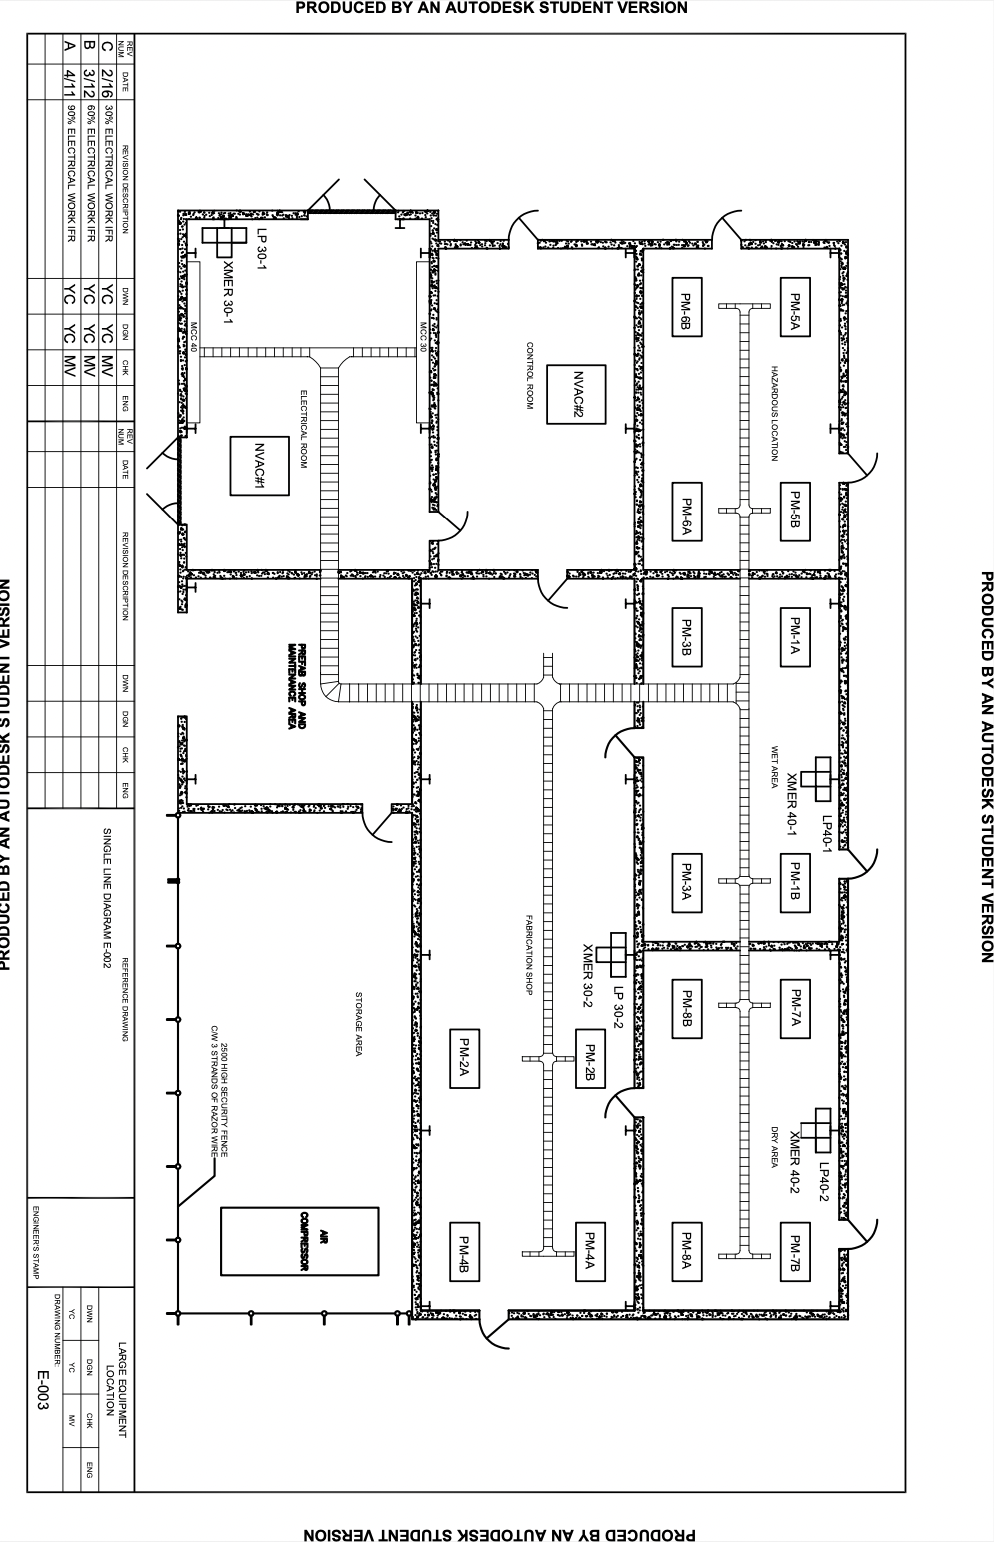 PRODUCED BY AN AUTODESK STUDENT VERSION
PRODUCED BY AN AUTODESK STUDENT VERSION
PRODUCED BY AN AUTODESK STUDENT VERSION
PRODUCED BY AN AUTODESK STUDENT VERSION
PM-5A
PM-5B
PM-1A
PM-1B
PM-7A
PM-7B
LP40-1
XMER 40-1
LP40-2
XMER 40-2
HAZARDOUS LOCATION
WET AREA
DRY AREA
PM-6B
PM-6A
PM-3B
PM-3A
PM-8B
PM-8A
NVAC#2
CONTROL ROOM
LP 30-2
XMER 30-2
PM-2B
PM-4A
FABRICATION SHOP
PM-2A
PM-4B
MCC 30
ELECTRICAL ROOM
NVAC#1
LP 30-1
XMER 30-1
MCC 40
PREFAB SHOP AND
MAINTENANCE AREA
STORAGE AREA
AIR
COMPRESSOR
2500 HIGH SECURITY FENCE
C/W 3 STRANDS OF RAZOR WIRE
REV NUM DATE REVISION DESCRIPTION DWN DGN CHK ENG
C 2/16 30% ELECTRICAL WORK IFR YC YC MV
B 3/12 60% ELECTRICAL WORK IFR YC YC MV
A 4/11 90% ELECTRICAL WORK IFR YC YC MV
REV NUM DATE REVISION DESCRIPTION DWN DGN CHK ENG
REFERENCE DRAWING
SINGLE LINE DIAGRAM E-002
ENGINEER'S STAMP
LARGE EQUIPMENT
LOCATION
DWN DGN CHK ENG
YC YC MV
DRAWING NUMBER:
E-003